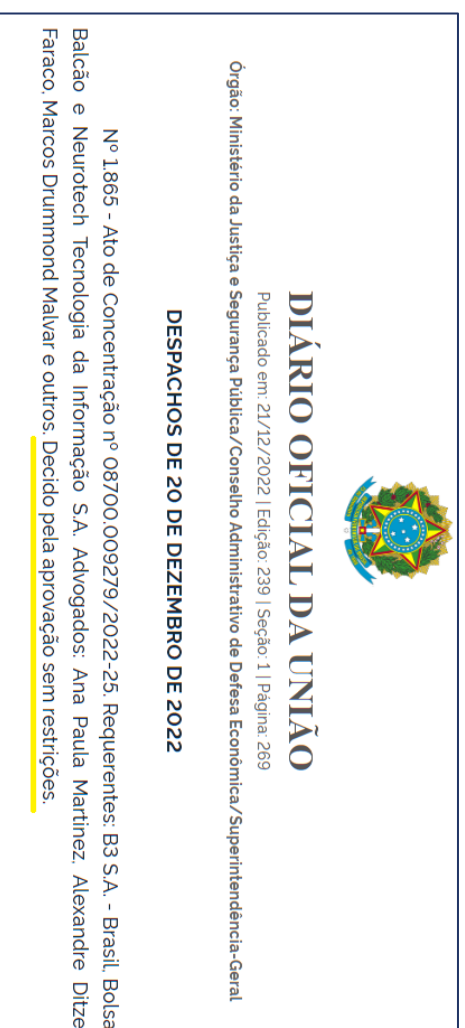 DIÁRIO OFICIAL DA UNIÃO
Publicado em: 21/12/2022 | Edição: 239 | Seção: 1 | Página: 269
Órgão: Ministério da Justiça e Segurança Pública/Conselho Administrativo de Defesa Econômica/Superintendência-Geral
DESPACHOS DE 20 DE DEZEMBRO DE 2022
Nº 1.865 - Ato de Concentração nº 08700.009279/2022-25. Requerentes: B3 S.A. - Brasil, Bolsa
Balcão e Neurotech Tecnologia da Informação S.A. Advogados: Ana Paula Martinez, Alexandre Ditze
Faraco, Marcos Drummond Malvar e outros. Decido pela aprovação sem restrições.